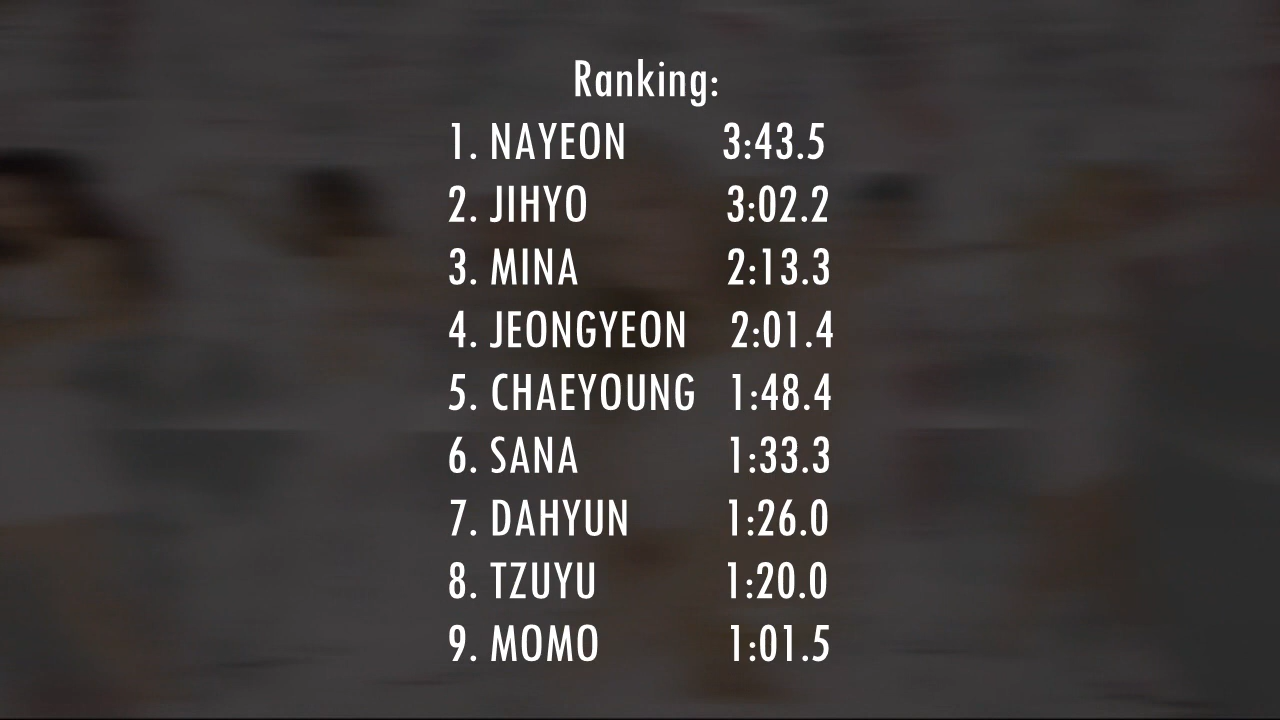 Ranking:
1. NAYEON 3:43.5
2. JIHYO 3:02.2
3. MINA 2:13.3
4. JEONGYEON 2:01.4
5. CHAEYOUNG 1:48.4
6. SANA 1:33.3
7. DAHYUN 1:26.0
8. TZUYU 1:20.0
9. MOMO 1:01.5